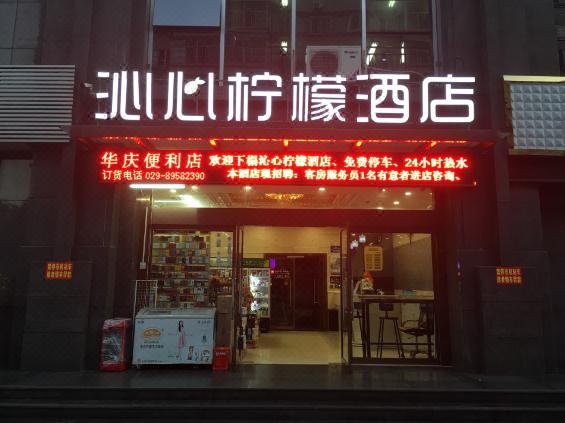 沁心柠檬酒店
华庆便利店
订货电话 029-89582390
欢迎下榻沁心柠檬酒店、免费停车、24小时热水
本酒店现招聘：客房服务员1名有意者进店咨询、